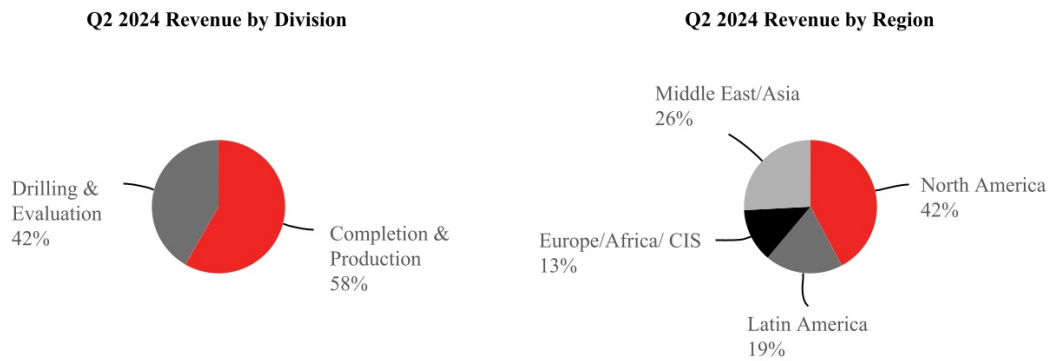 Q2 2024 Revenue by Division
Drilling &
Evaluation
42%
Completion &
Production
58%
Q2 2024 Revenue by Region
Middle East/Asia
26%
North America
42%
Europe/Africa/ CIS
13%
Latin America
19%